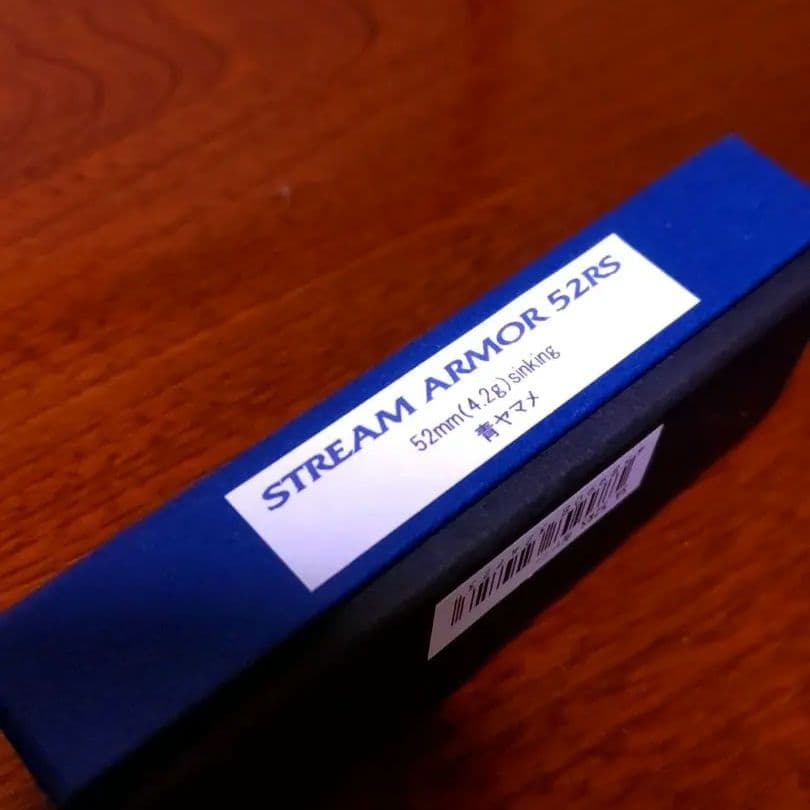 STREAM ARMOR 52RS
52mm(4.2g)sinking
青ヤマメ